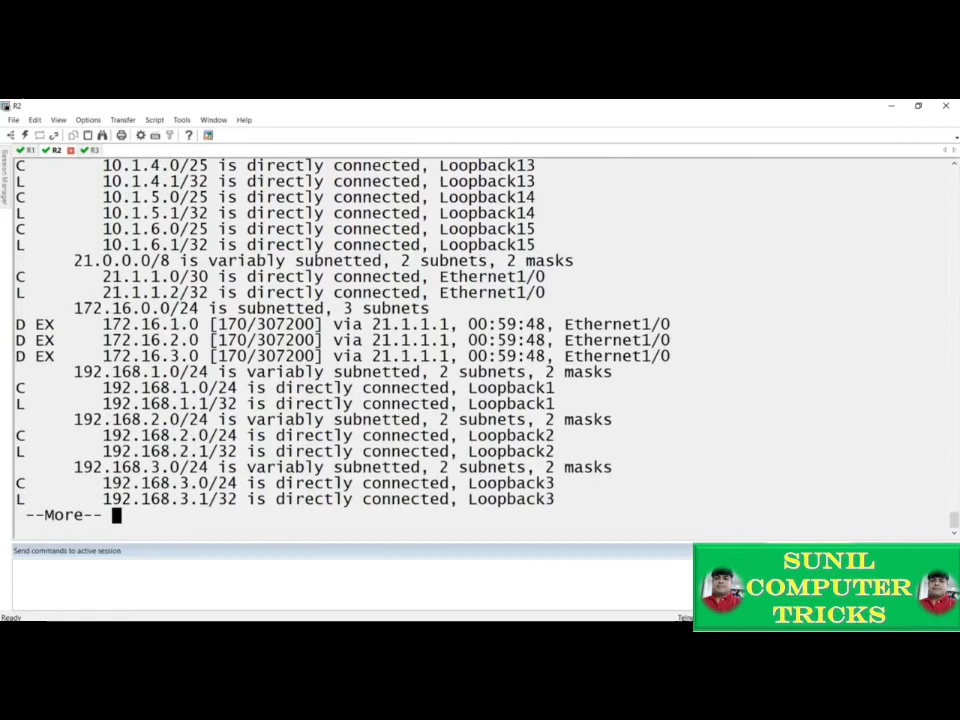 R2
File Edit View Options Transfer Script Tools Window Help
R1 R2 R3
Session Manager
C 10.1.4.0/25 is directly connected, Loopback13
L 10.1.4.1/32 is directly connected, Loopback13
C 10.1.5.0/25 is directly connected, Loopback14
L 10.1.5.1/32 is directly connected, Loopback14
C 10.1.6.0/25 is directly connected, Loopback15
L 10.1.6.1/32 is directly connected, Loopback15
21.0.0.0/8 is variably subnetted, 2 subnets, 2 masks
C 21.1.1.0/30 is directly connected, Ethernet1/0
L 21.1.1.2/32 is directly connected, Ethernet1/0
172.16.0.0/24 is subnetted, 3 subnets
D EX 172.16.1.0 [170/307200] via 21.1.1.1, 00:59:48, Ethernet1/0
D EX 172.16.2.0 [170/307200] via 21.1.1.1, 00:59:48, Ethernet1/0
D EX 172.16.3.0 [170/307200] via 21.1.1.1, 00:59:48, Ethernet1/0
192.168.1.0/24 is variably subnetted, 2 subnets, 2 masks
C 192.168.1.0/24 is directly connected, Loopback1
L 192.168.1.1/32 is directly connected, Loopback1
192.168.2.0/24 is variably subnetted, 2 subnets, 2 masks
C 192.168.2.0/24 is directly connected, Loopback2
L 192.168.2.1/32 is directly connected, Loopback2
192.168.3.0/24 is variably subnetted, 2 subnets, 2 masks
C 192.168.3.0/24 is directly connected, Loopback3
L 192.168.3.1/32 is directly connected, Loopback3
--More--
Send commands to active session
Ready
SUNIL
COMPUTER
TRICKS